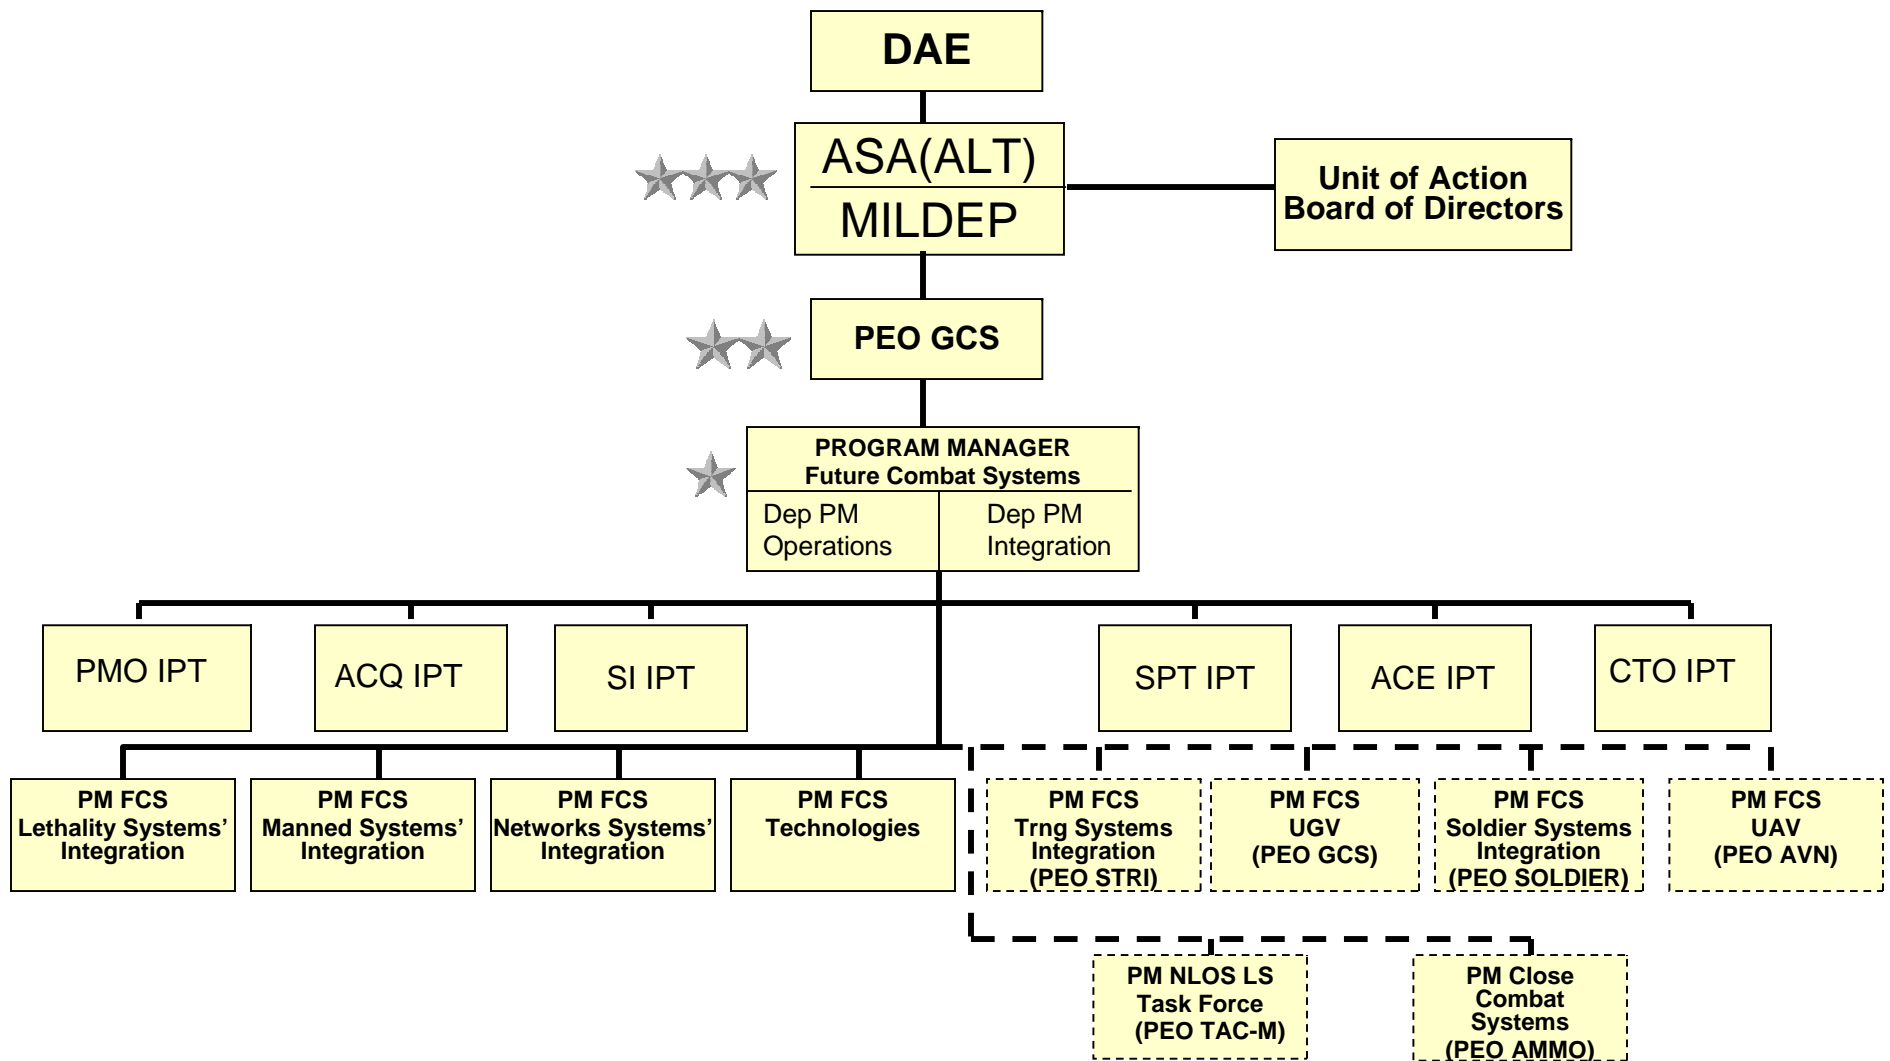 DAE
ASA(ALT)
MILDEP
Unit of Action
Board of Directors
PEO GCS
PROGRAM MANAGER
Future Combat Systems
Dep PM
Operations
Dep PM
Integration
PMO IPT
ACQ IPT
SI IPT
SPT IPT
ACE IPT
CTO IPT
PM FCS
Lethality Systems'
Integration
PM FCS
Manned Systems'
Integration
PM FCS
Networks Systems'
Integration
PM FCS
Technologies
PM FCS
Trng Systems
Integration
(PEO STRI)
PM FCS
UGV
(PEO GCS)
PM FCS
Soldier Systems
Integration
(PEO SOLDIER)
PM FCS
UAV
(PEO AVN)
PM NLOS LS
Task Force
(PEO TAC-M)
PM Close
Combat
Systems
(PEO AMMO)